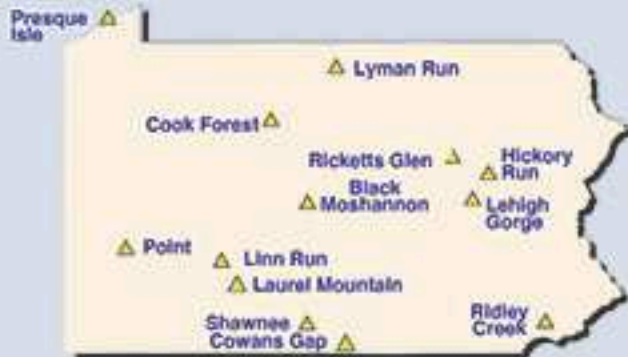 Presque
Isle
Lyman Run
Cook Forest
Ricketts Glen
Hickory
Run
Black
Moshannon
Lehigh
Gorge
Point
Linn Run
Laurel Mountain
Shawnee
Cowans Gap
Ridley
Creek